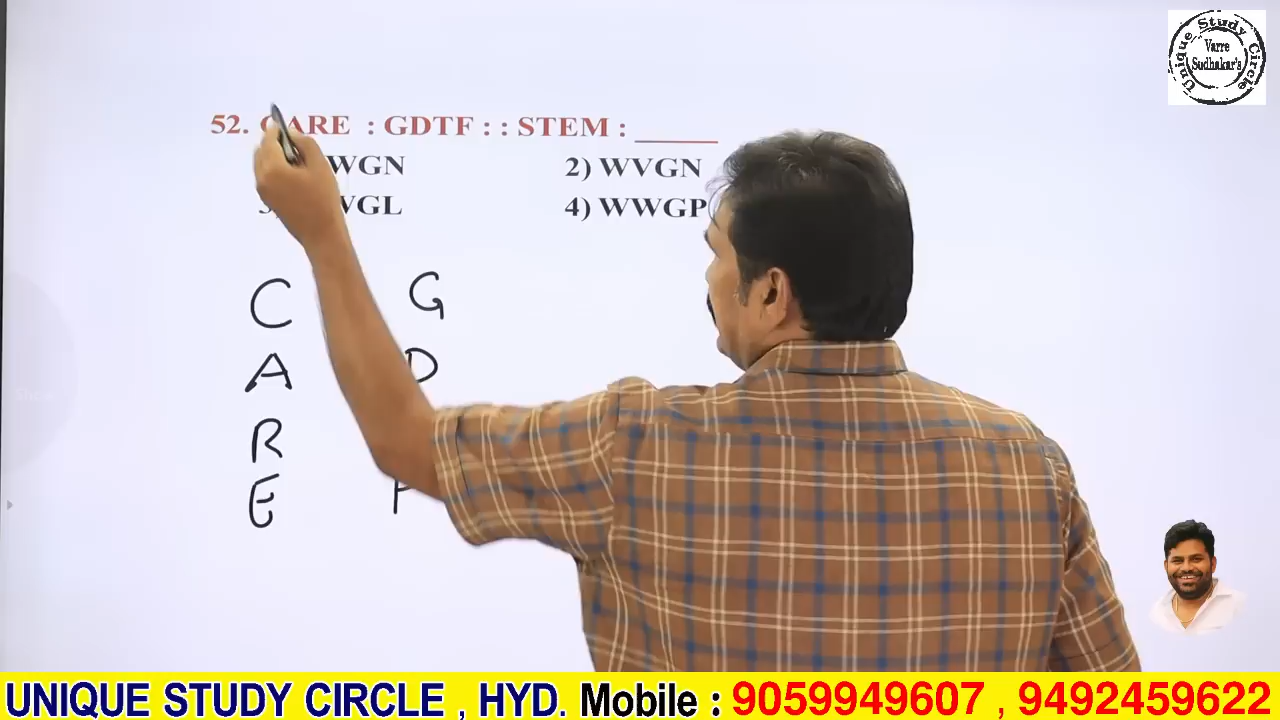 Unique Study Circle
Varre
Sudhakar's
52. CARE : GDTF : : STEM : ______
WGN 2) WVGN
WGL 4) WWGP
C G
A D
R
E F
UNIQUE STUDY CIRCLE , HYD. Mobile : 9059949607 , 9492459622